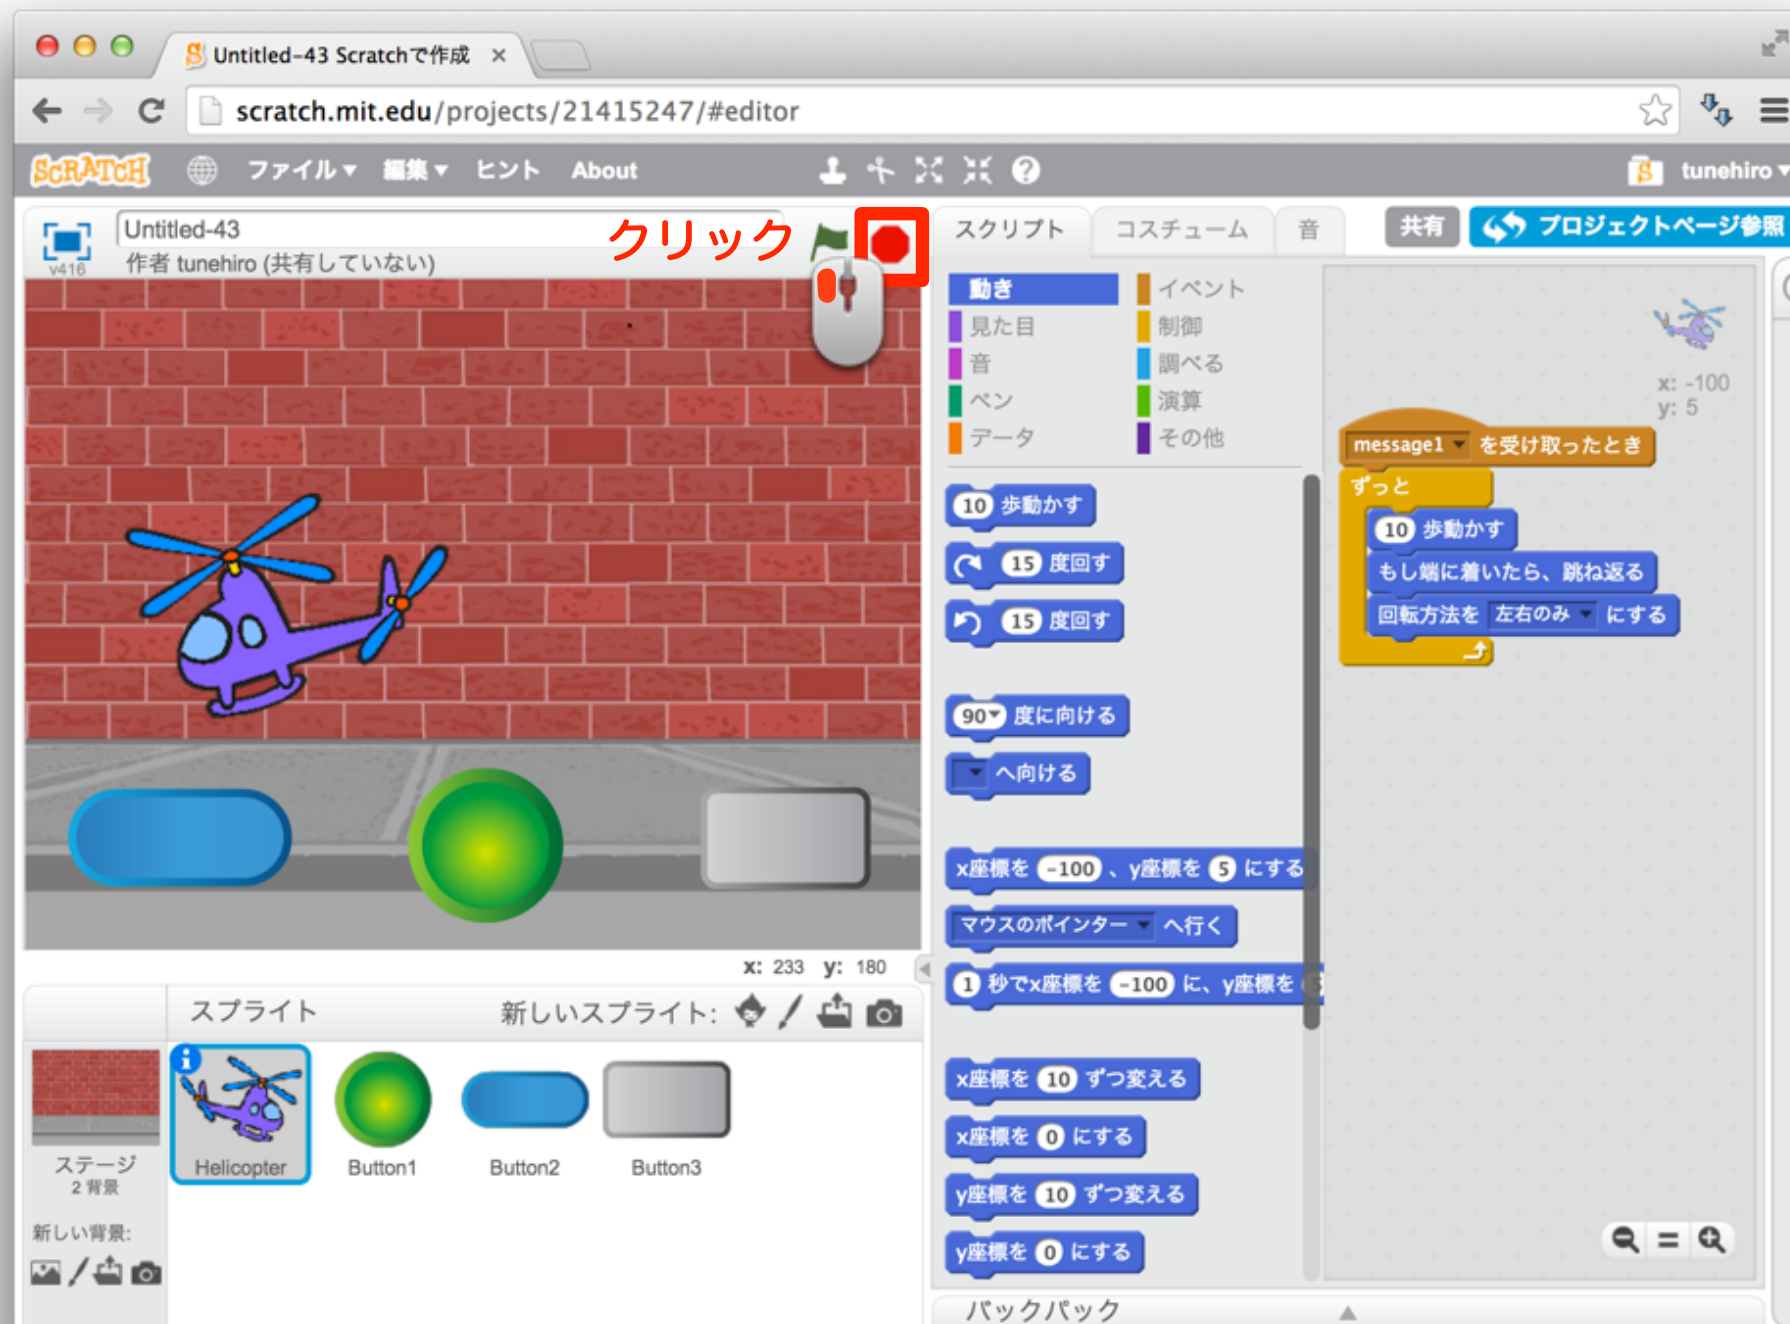 Untitled-43 Scratchで作成
scratch.mit.edu/projects/21415247/#editor
SCRATCH ファイル 編集 ヒント About tunehiro
v416
Untitled-43
作者 tunehiro (共有していない)
クリック
スクリプト コスチューム 音 共有 プロジェクトページ参照
動き イベント
見た目 制御
音 調べる
ペン 演算
データ その他
10 歩動かす
15 度回す
15 度回す
90 度に向ける
へ向ける
x座標を -100 、y座標を 5 にする
マウスのポインター へ行く
1 秒でx座標を -100 に、y座標を
x座標を 10 ずつ変える
x座標を 0 にする
y座標を 10 ずつ変える
y座標を 0 にする
x: -100
y: 5
message1 を受け取ったとき
ずっと
10 歩動かす
もし端に着いたら、跳ね返る
回転方法を 左右のみ にする
x: 233 y: 180
スプライト 新しいスプライト:
ステージ
2 背景
新しい背景:
Helicopter Button1 Button2 Button3
バックパック